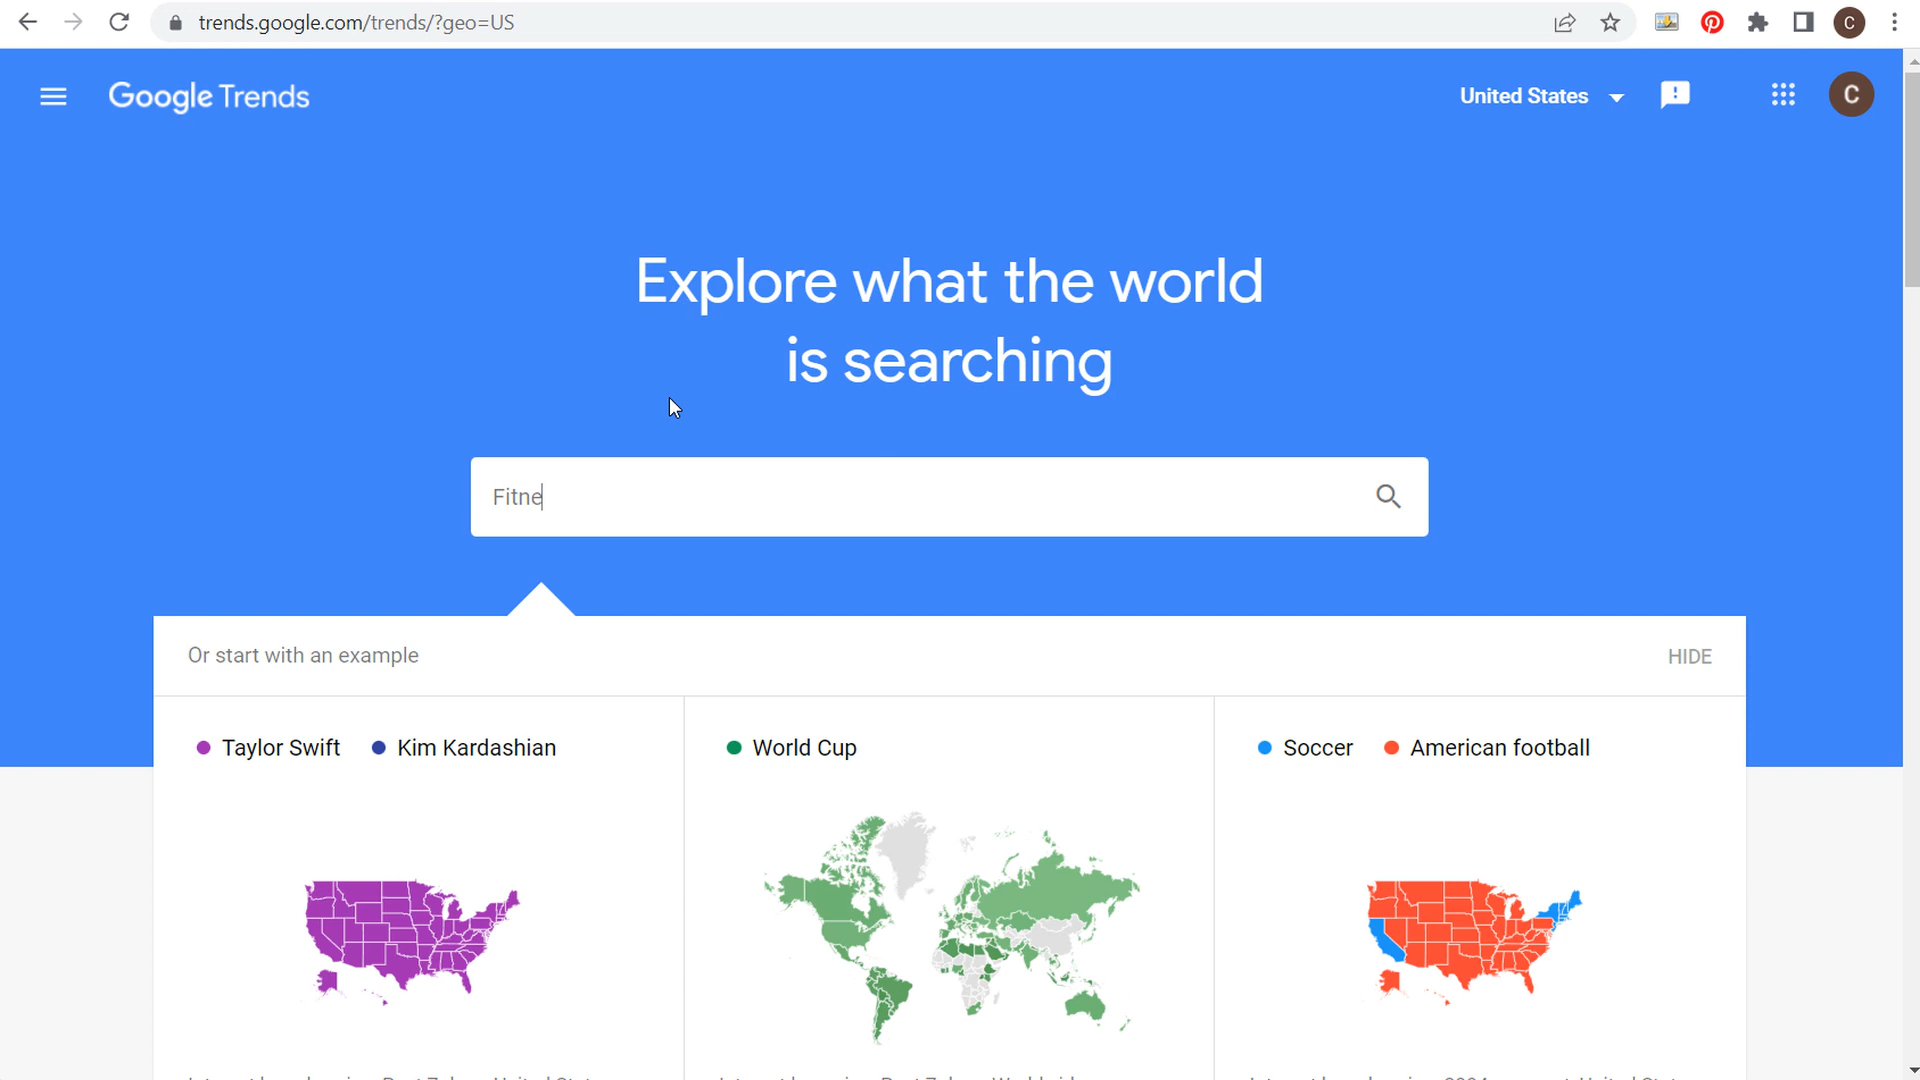 trends.google.com/trends/?geo=US
C
Google Trends
United States
C
Explore what the world
is searching
Fitne
Or start with an example
HIDE
Taylor Swift
Kim Kardashian
World Cup
Soccer
American football